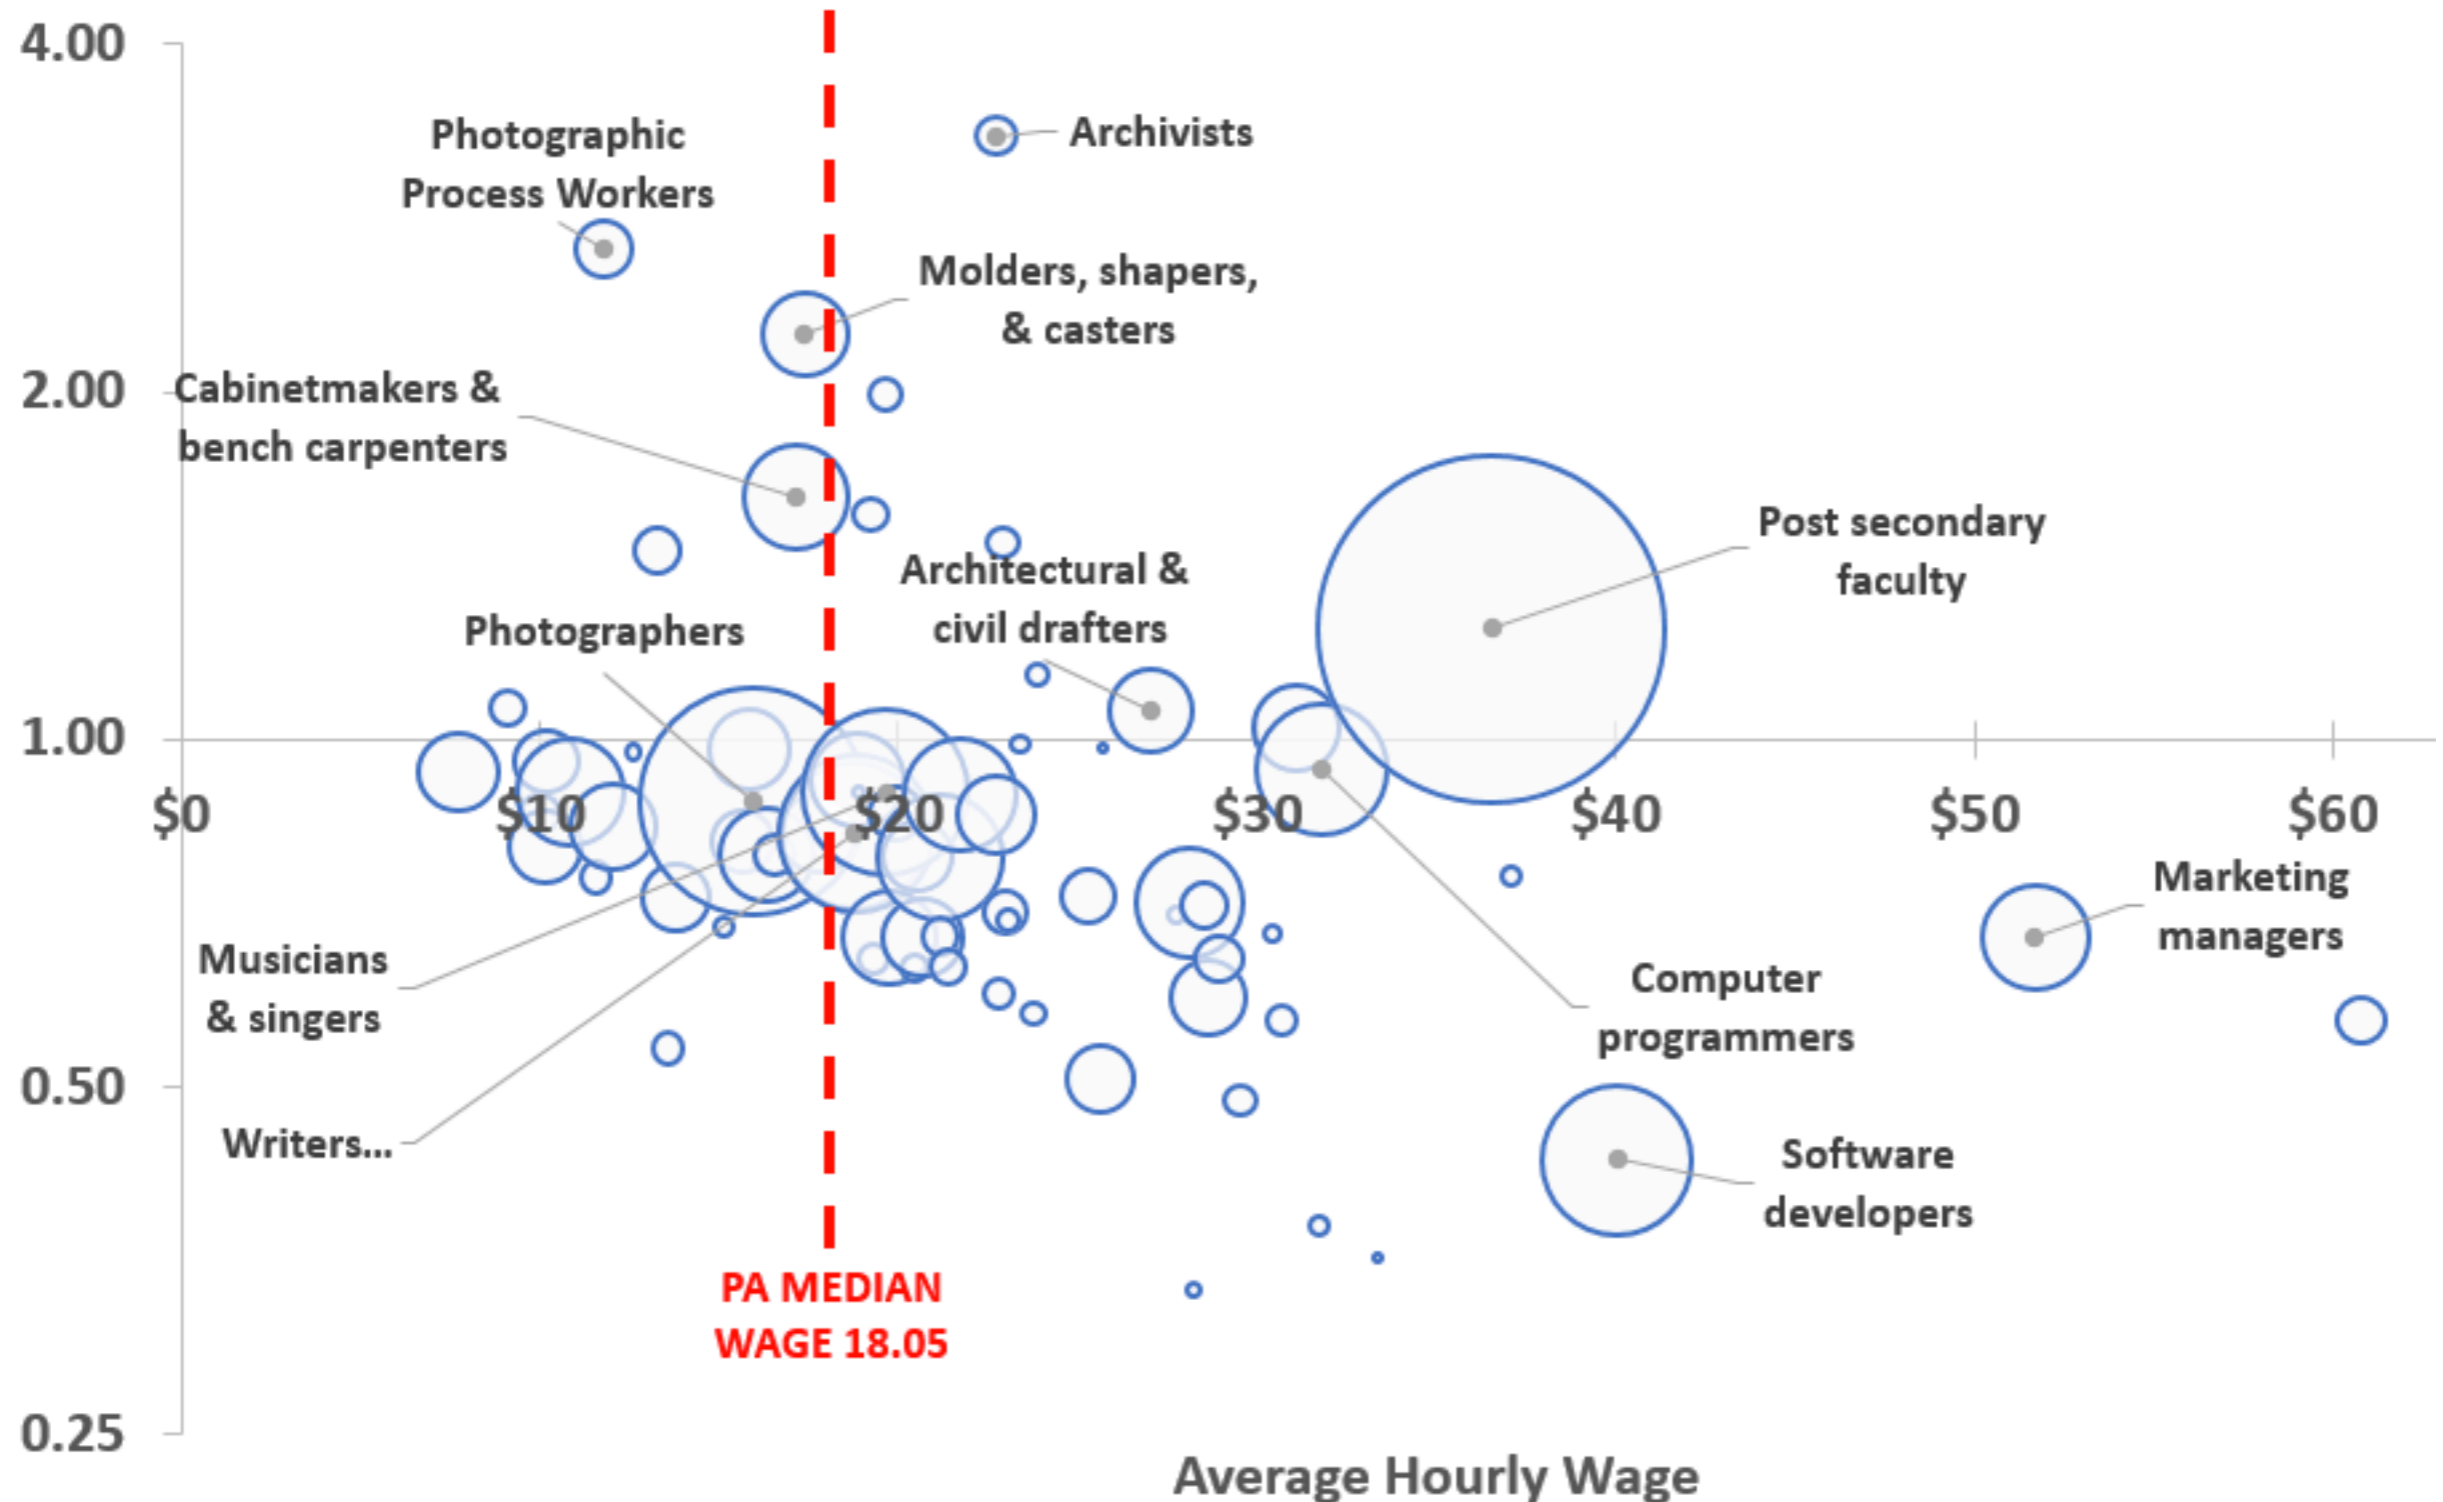 4.00
Photographic
Process Workers
Archivists
Molders, shapers,
& casters
2.00
Cabinetmakers &
bench carpenters
Post secondary
faculty
Architectural &
civil drafters
Photographers
1.00
$0
$10
$20
$30
$40
$50
$60
Marketing
managers
Musicians
& singers
Computer
programmers
0.50
Writers...
Software
developers
PA MEDIAN
WAGE 18.05
0.25
Average Hourly Wage